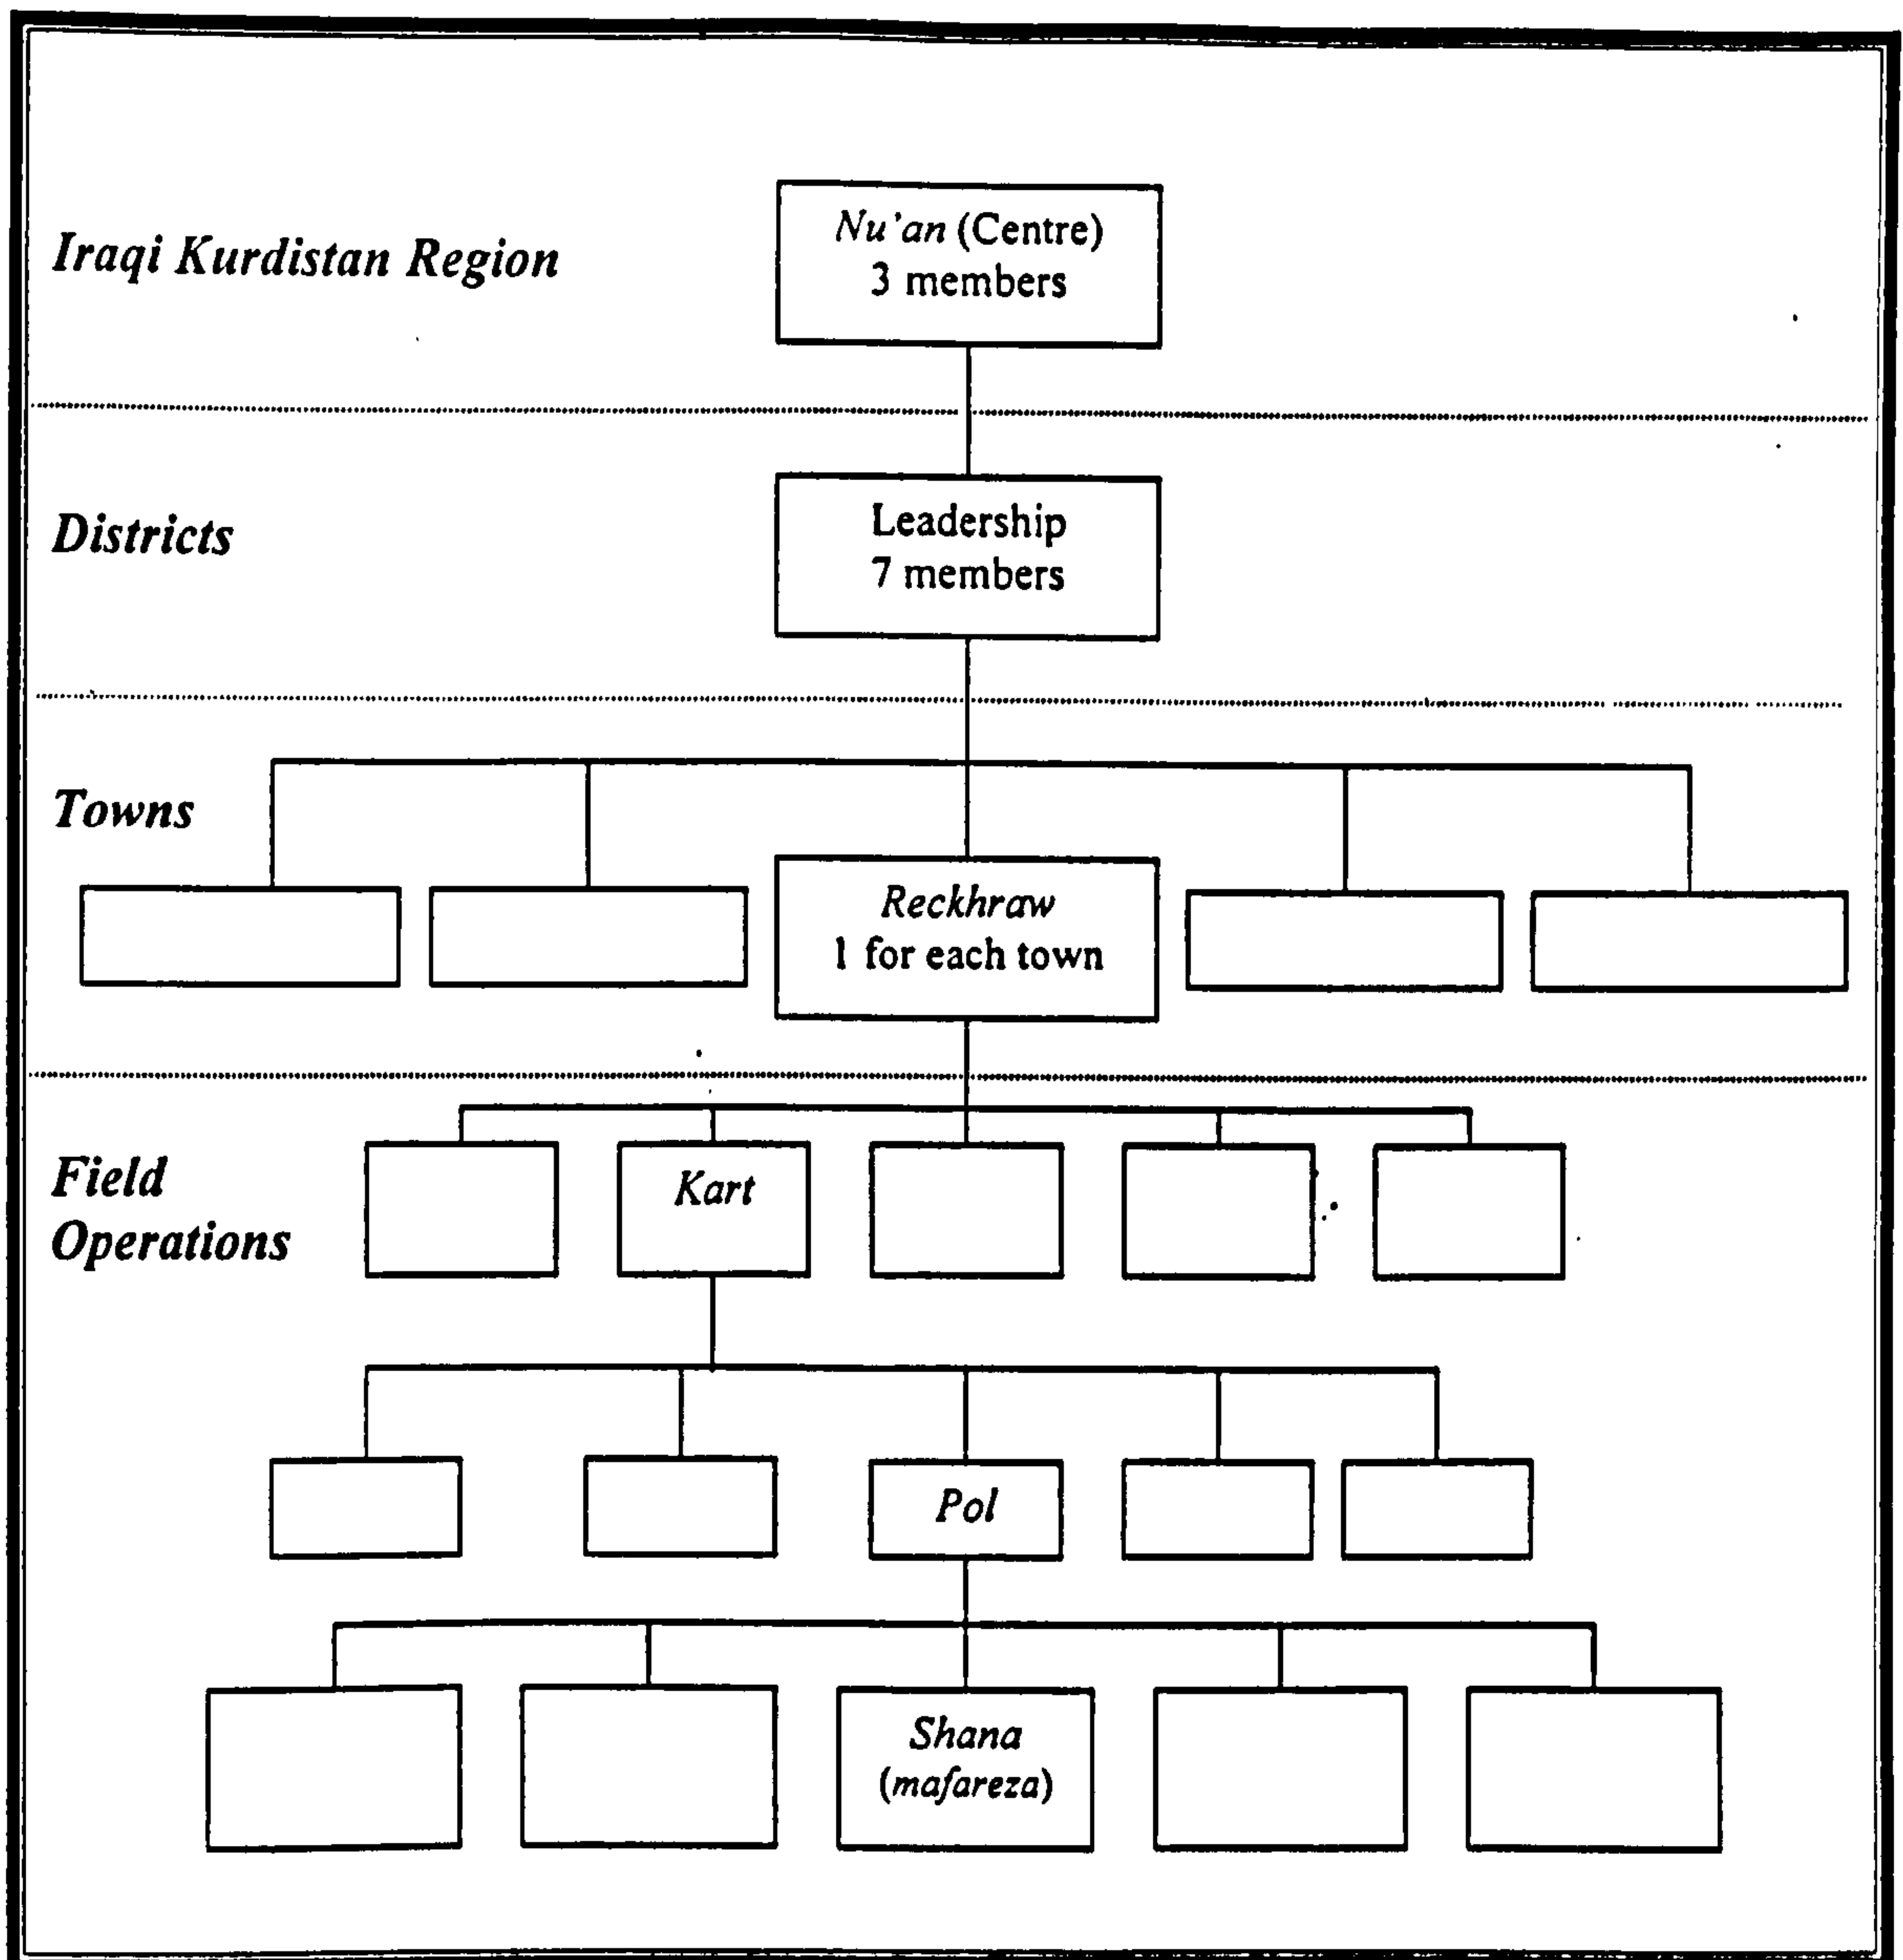 Iraqi Kurdistan Region
Nu'an (Centre)
3 members
Districts
Leadership
7 members
Towns
Reckhraw
1 for each town
Field
Operations
Kart
Pol
Shana
(mafareza)